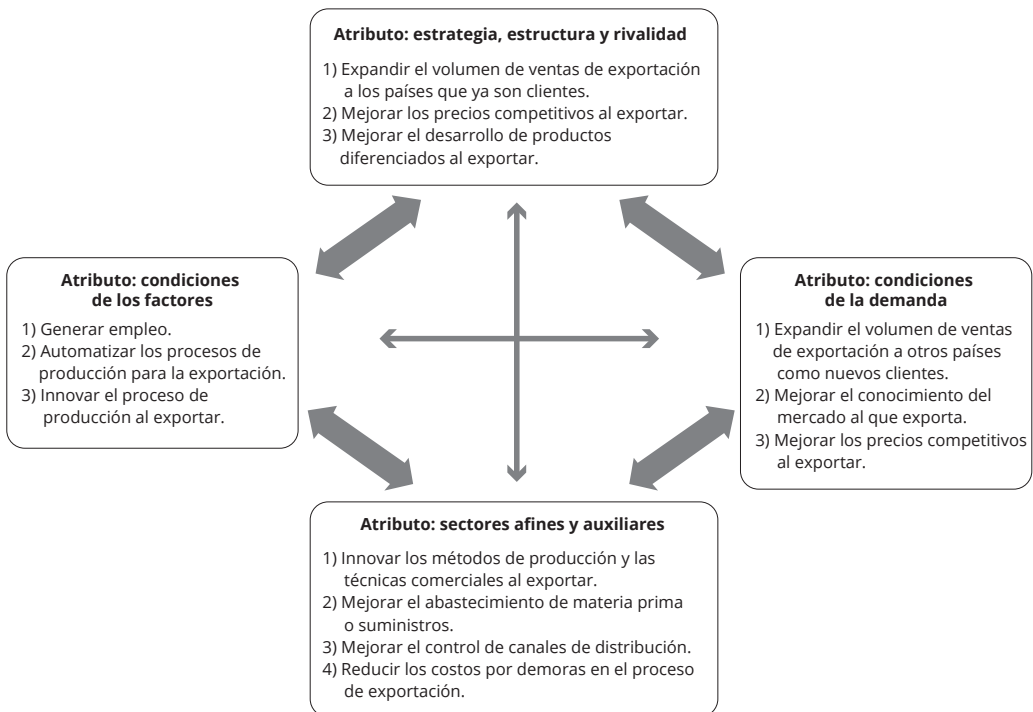 Atributo: estrategia, estructura y rivalidad
1) Expandir el volumen de ventas de exportación
a los países que ya son clientes.
2) Mejorar los precios competitivos al exportar.
3) Mejorar el desarrollo de productos
diferenciados al exportar.
Atributo: condiciones
de los factores
1) Generar empleo.
2) Automatizar los procesos de
producción para la exportación.
3) Innovar el proceso de
producción al exportar.
Atributo: condiciones
de la demanda
1) Expandir el volumen de ventas
de exportación a otros países
como nuevos clientes.
2) Mejorar el conocimiento del
mercado al que exporta.
3) Mejorar los precios competitivos
al exportar.
Atributo: sectores afines y auxiliares
1) Innovar los métodos de producción y las
técnicas comerciales al exportar.
2) Mejorar el abastecimiento de materia prima
o suministros.
3) Mejorar el control de canales de distribución.
4) Reducir los costos por demoras en el proceso
de exportación.